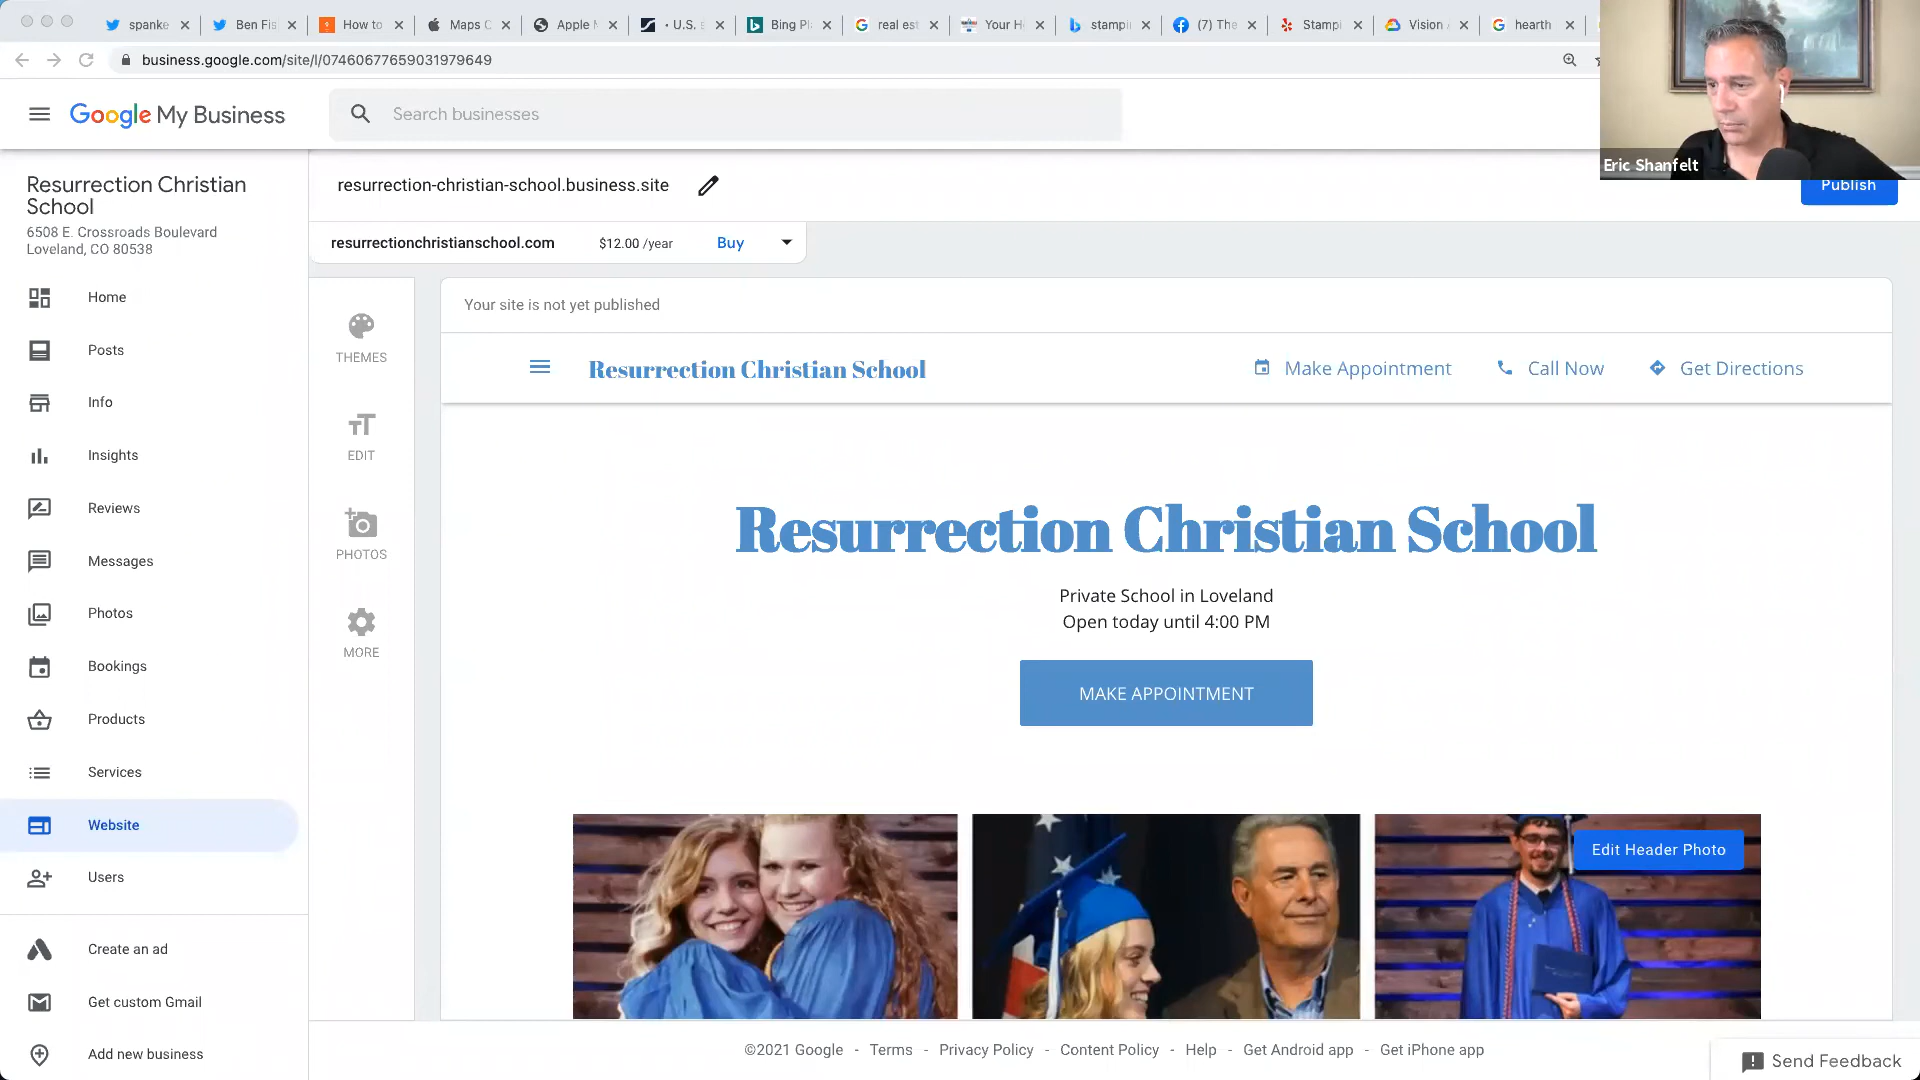 spanke
Ben Fis
How to
Maps C
Apple
U.S.
Bing Pl
real est
Your H
stampi
(7) The
Stampi
Vision
hearth
business.google.com/site/l/07460677659031979649
Google My Business
Search businesses
Eric Shanfelt
Resurrection Christian
School
6508 E. Crossroads Boulevard
Loveland, CO 80538
Home
Posts
Info
Insights
Reviews
Messages
Photos
Bookings
Products
Services
Website
Users
Create an ad
Get custom Gmail
Add new business
resurrection-christian-school.business.site
Publish
resurrectionchristianschool.com $12.00 /year Buy
THEMES
EDIT
PHOTOS
MORE
Your site is not yet published
Resurrection Christian School
Make Appointment
Call Now
Get Directions
Resurrection Christian School
Private School in Loveland
Open today until 4:00 PM
MAKE APPOINTMENT
Edit Header Photo
©2021 Google - Terms - Privacy Policy - Content Policy - Help - Get Android app - Get iPhone app
Send Feedback